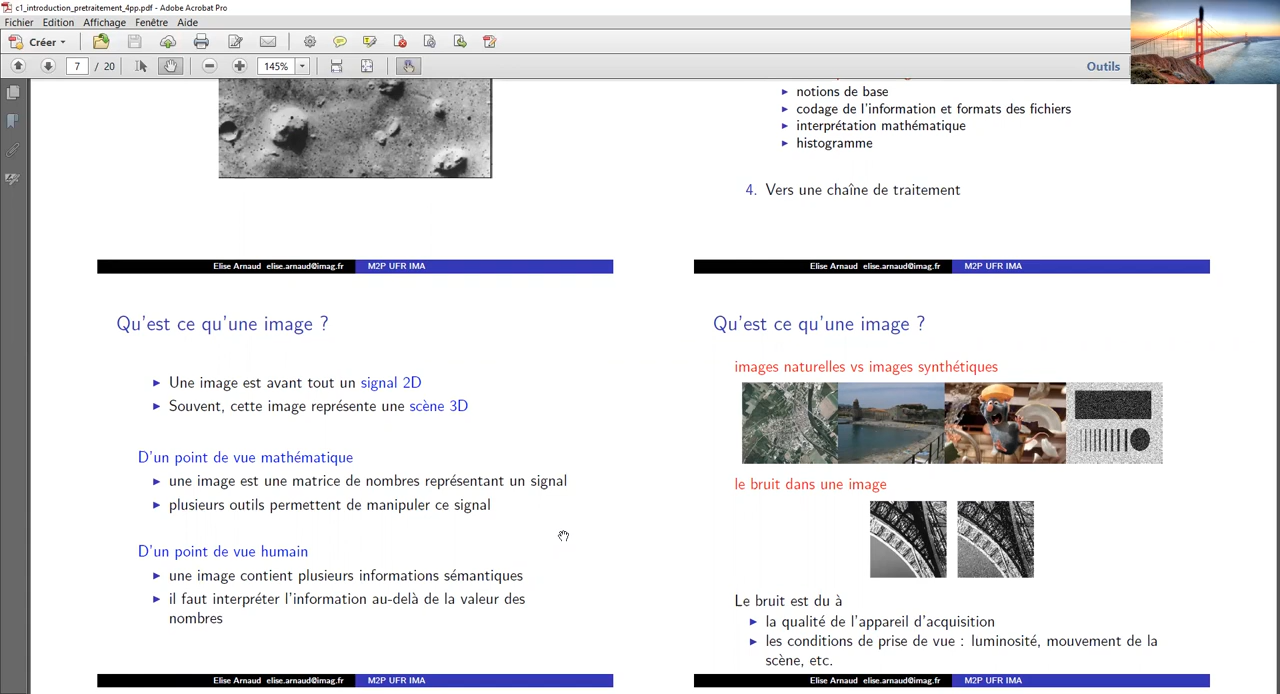 c1_introduction_pretraitement_4pp.pdf - Adobe Acrobat Pro
Fichier Edition Affichage Fenêtre Aide
Créer
7 / 20 145% Outils
▸ notions de base
▸ codage de l'information et formats des fichiers
▸ interprétation mathématique
▸ histogramme
4. Vers une chaîne de traitement
Elise Arnaud elise.arnaud@imag.fr M2P UFR IMA
Elise Arnaud elise.arnaud@imag.fr M2P UFR IMA
Qu'est ce qu'une image ?
▸ Une image est avant tout un signal 2D
▸ Souvent, cette image représente une scène 3D
D'un point de vue mathématique
▸ une image est une matrice de nombres représentant un signal
▸ plusieurs outils permettent de manipuler ce signal
D'un point de vue humain
▸ une image contient plusieurs informations sémantiques
▸ il faut interpréter l'information au-delà de la valeur des
nombres
Elise Arnaud elise.arnaud@imag.fr M2P UFR IMA
Qu'est ce qu'une image ?
images naturelles vs images synthétiques
le bruit dans une image
Le bruit est du à
▸ la qualité de l'appareil d'acquisition
▸ les conditions de prise de vue : luminosité, mouvement de la
scène, etc.
Elise Arnaud elise.arnaud@imag.fr M2P UFR IMA